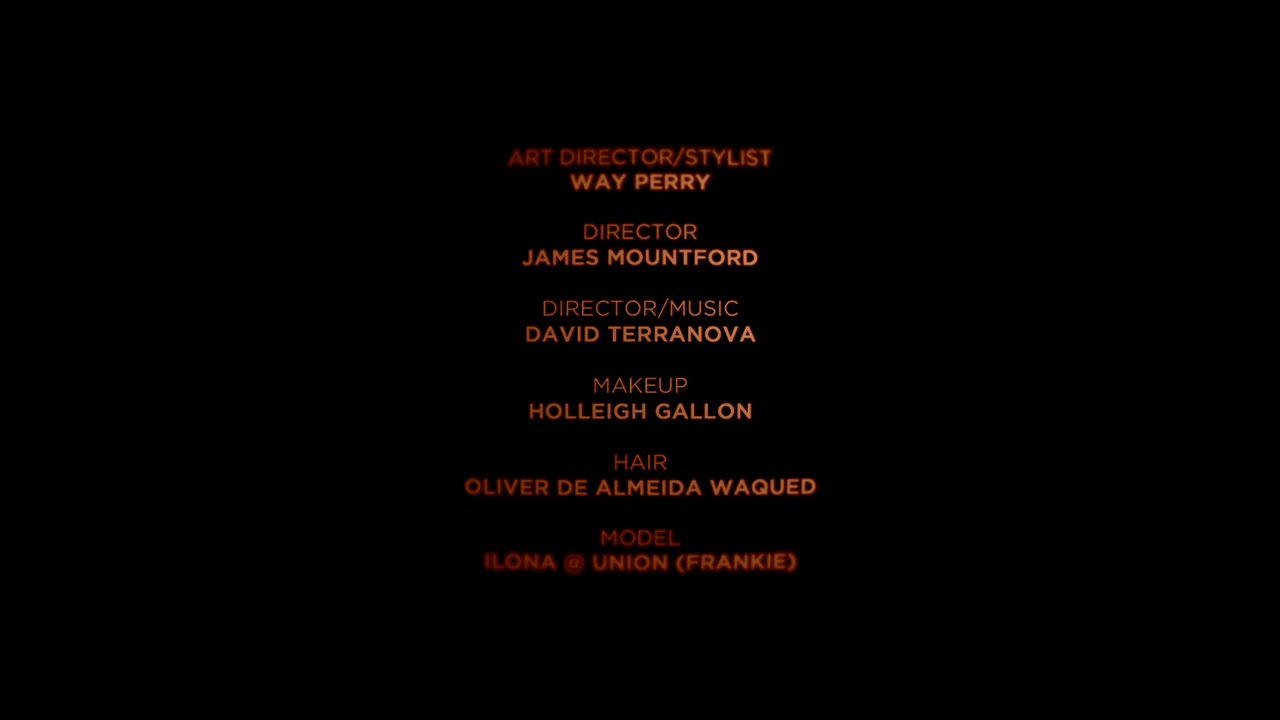 ART DIRECTOR/STYLIST
WAY PERRY
DIRECTOR
JAMES MOUNTFORD
DIRECTOR/MUSIC
DAVID TERRANOVA
MAKEUP
HOLLEIGH GALLON
HAIR
OLIVER DE ALMEIDA WAQUED
MODEL
ILONA @ UNION (FRANKIE)